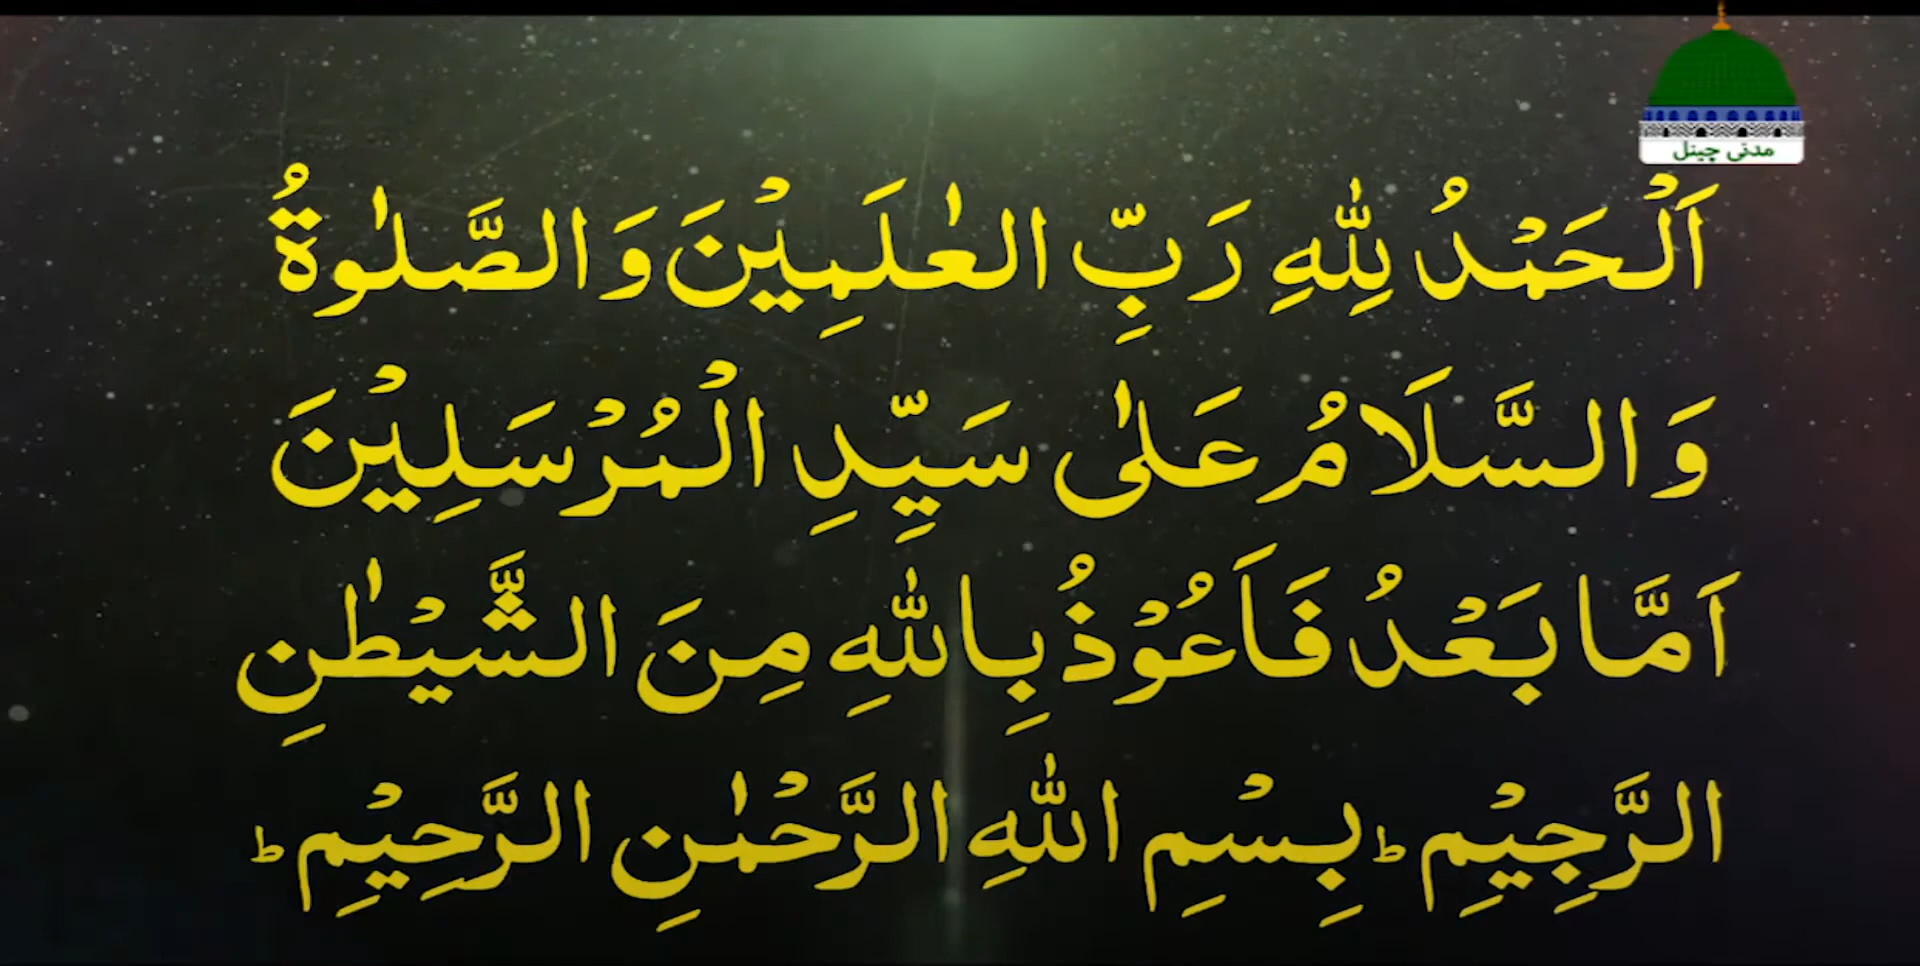 مدنی چینل
اَلْحَمْدُ لِلّٰهِ رَبِّ الْعٰلَمِیْنَ وَالصَّلٰوةُ
وَالسَّلَامُ عَلٰی سَیِّدِ الْمُرْسَلِیْنَ
اَمَّا بَعْدُ فَاَعُوْذُ بِاللّٰهِ مِنَ الشَّیْطٰنِ
الرَّجِیْمِ ؕ بِسْمِ اللّٰهِ الرَّحْمٰنِ الرَّحِیْمِ ؕ